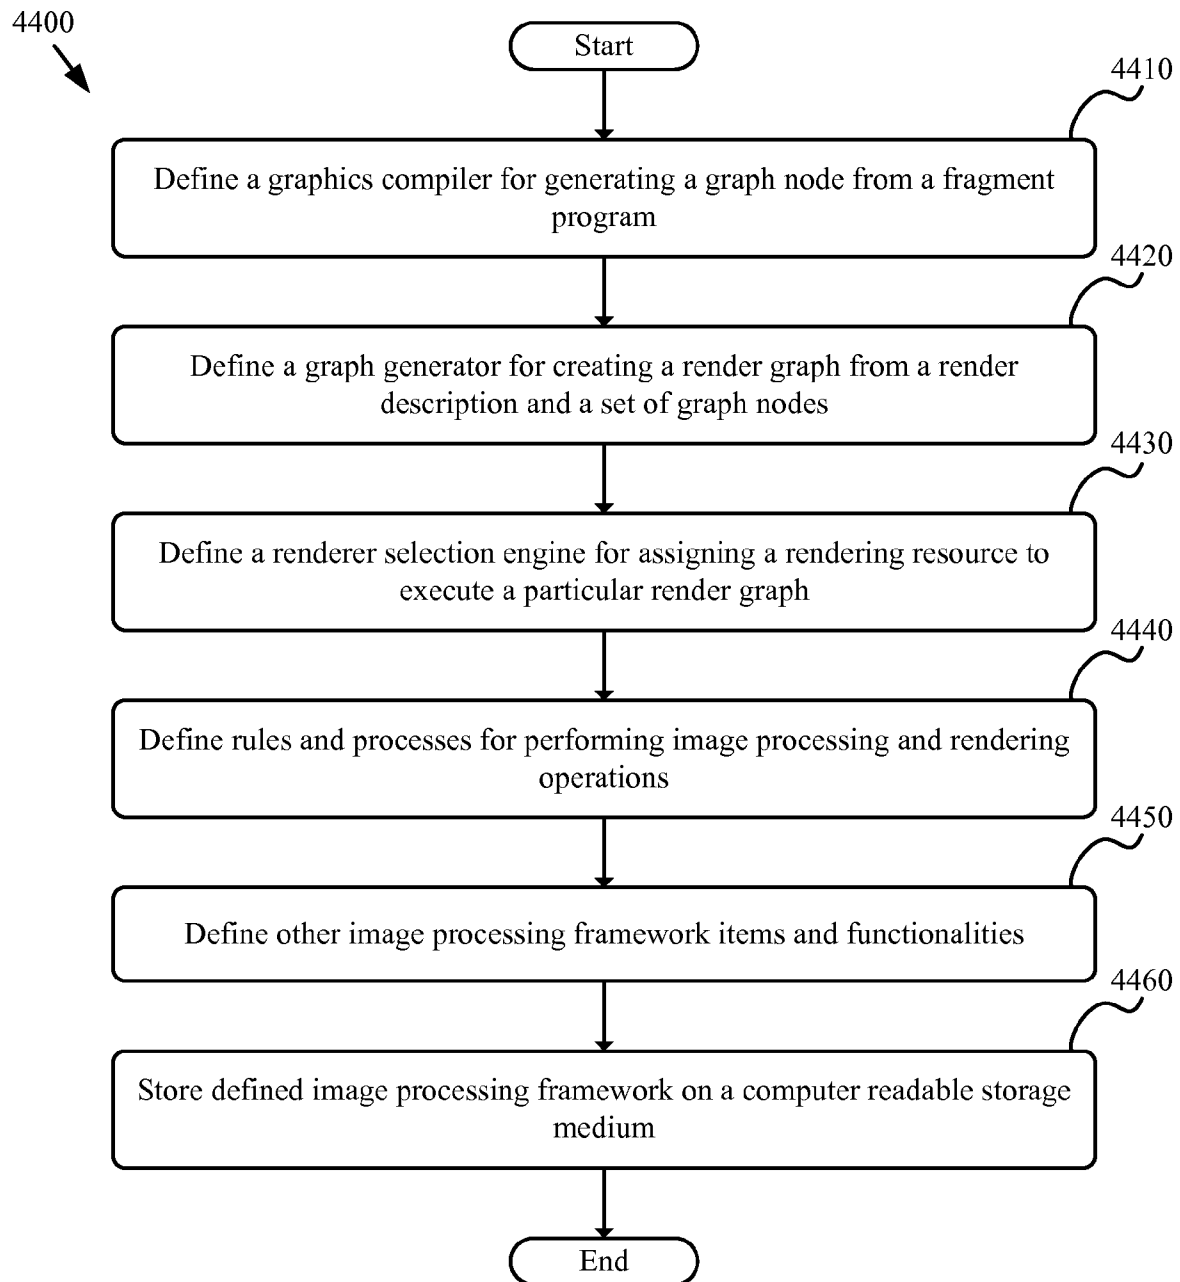 4400
Start
4410
Define a graphics compiler for generating a graph node from a fragment
program
4420
Define a graph generator for creating a render graph from a render
description and a set of graph nodes
4430
Define a renderer selection engine for assigning a rendering resource to
execute a particular render graph
4440
Define rules and processes for performing image processing and rendering
operations
4450
Define other image processing framework items and functionalities
4460
Store defined image processing framework on a computer readable storage
medium
End